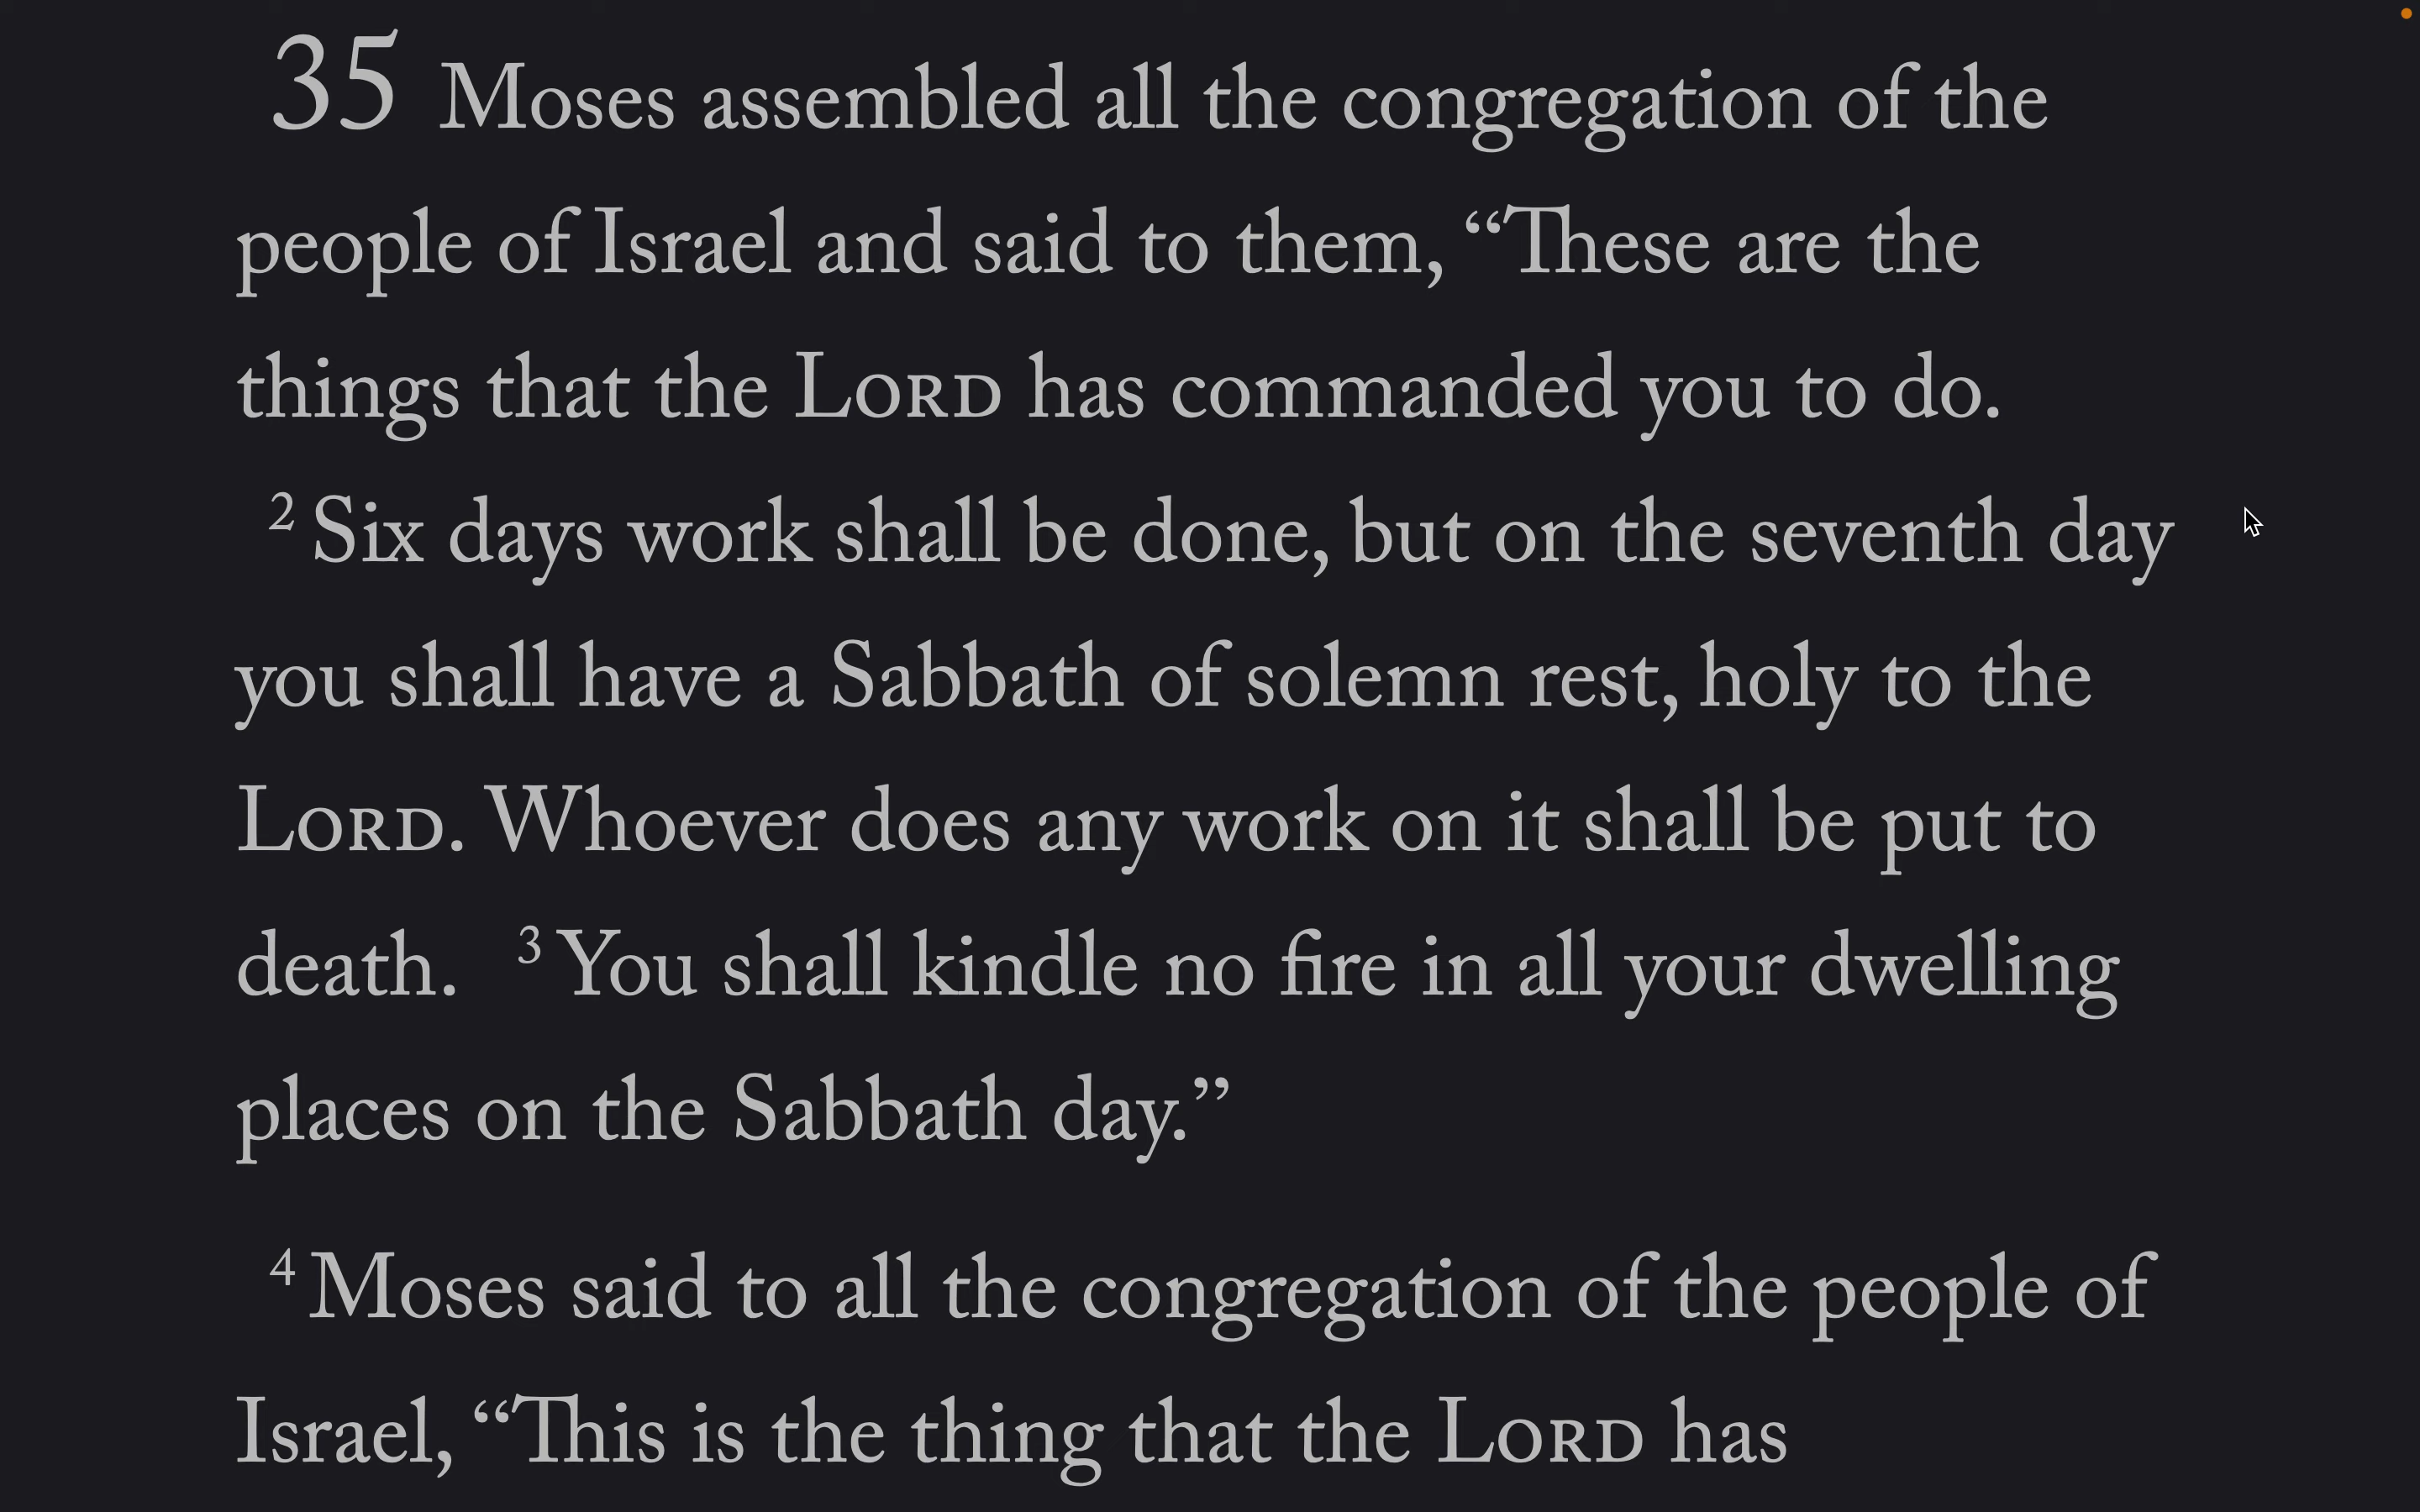 35 Moses assembled all the congregation of the
people of Israel and said to them, “These are the
things that the LORD has commanded you to do.
2 Six days work shall be done, but on the seventh day
you shall have a Sabbath of solemn rest, holy to the
LORD. Whoever does any work on it shall be put to
death. 3 You shall kindle no fire in all your dwelling
places on the Sabbath day.”
4 Moses said to all the congregation of the people of
Israel, “This is the thing that the LORD has